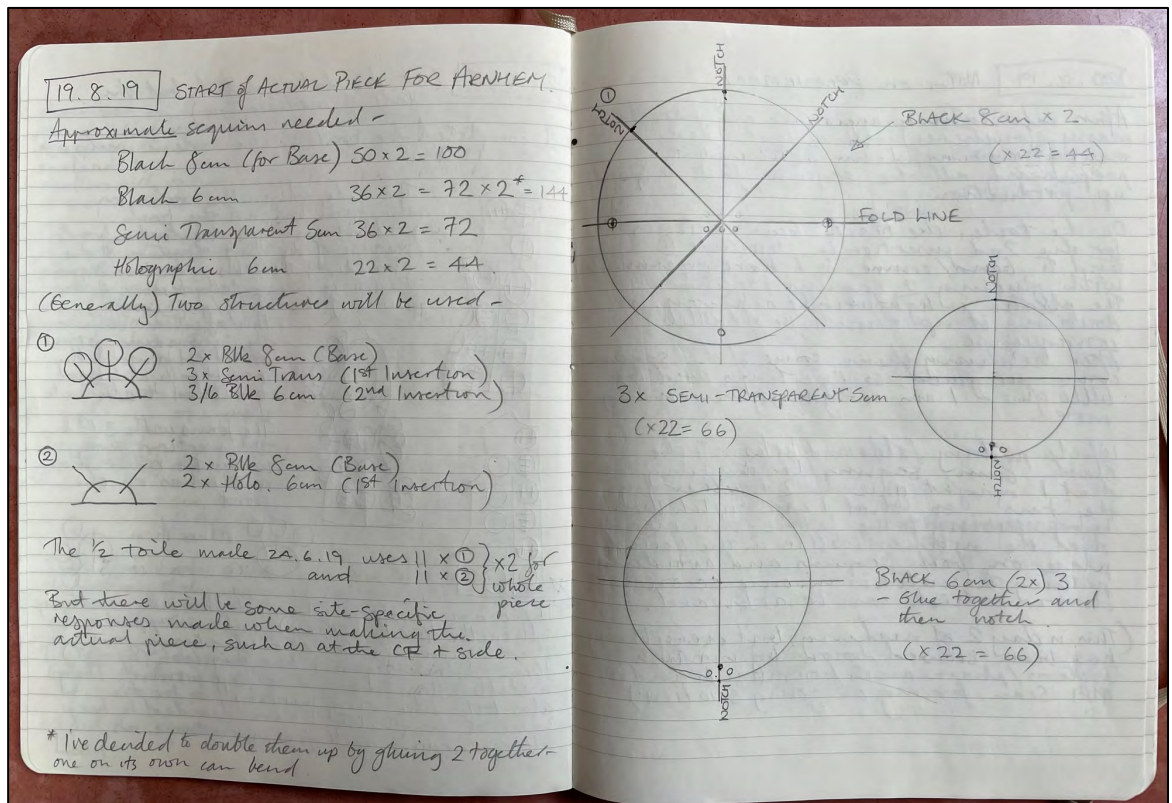 19.8.19 START of ACTUAL PIECE FOR ARNHEM.
Approximate sequins needed -
Black 8cm (for Base) 50 x 2 = 100
Black 6cm 36 x 2 = 72 x 2* = 144
Semi Transparent 5cm 36 x 2 = 72
Holographic 6cm 22 x 2 = 44
(Generally) Two structures will be used -
①
2 x Blk 8cm (Base)
3 x Semi Trans (1st Insertion)
3/6 Blk 6cm (2nd Insertion)
②
2 x Blk 8cm (Base)
2 x Holo. 6cm (1st Insertion)
The ½ toile made 24.6.19 uses 11 x ① } x2 for
and 11 x ② } whole
piece
But there will be some site-specific
responses made when making the
actual piece, such as at the CF + side.
* I've decided to double them up by gluing 2 together -
one on its own can bend.
NOTCH
①
NOTCH
NOTCH
BLACK 8cm x 2
(x 22 = 44)
FOLD LINE
NOTCH
3x SEMI-TRANSPARENT 5cm
(x22 = 66)
NOTCH
BLACK 6cm (2x) 3
- Glue together and
then notch.
(x 22 = 66)
NOTCH